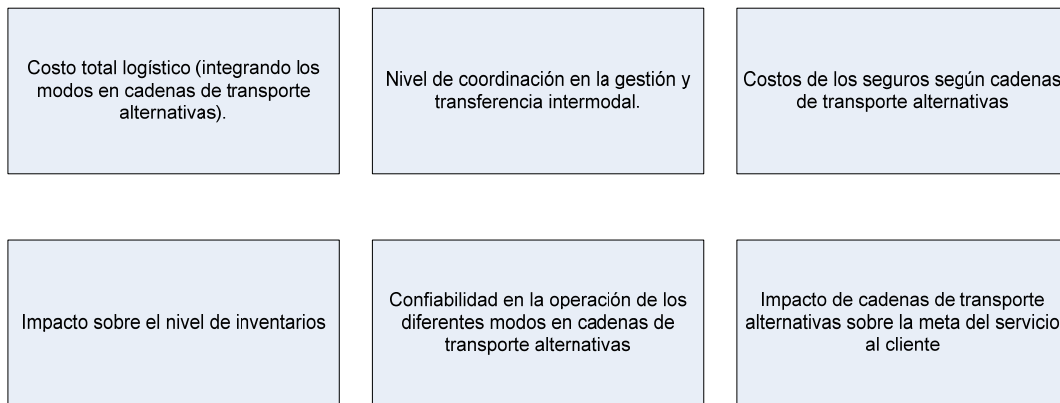 Costo total logístico (integrando los
modos en cadenas de transporte
alternativas).
Nivel de coordinación en la gestión y
transferencia intermodal.
Costos de los seguros según cadenas
de transporte alternativas
Impacto sobre el nivel de inventarios
Confiabilidad en la operación de los
diferentes modos en cadenas de
transporte alternativas
Impacto de cadenas de transporte
alternativas sobre la meta del servicio
al cliente